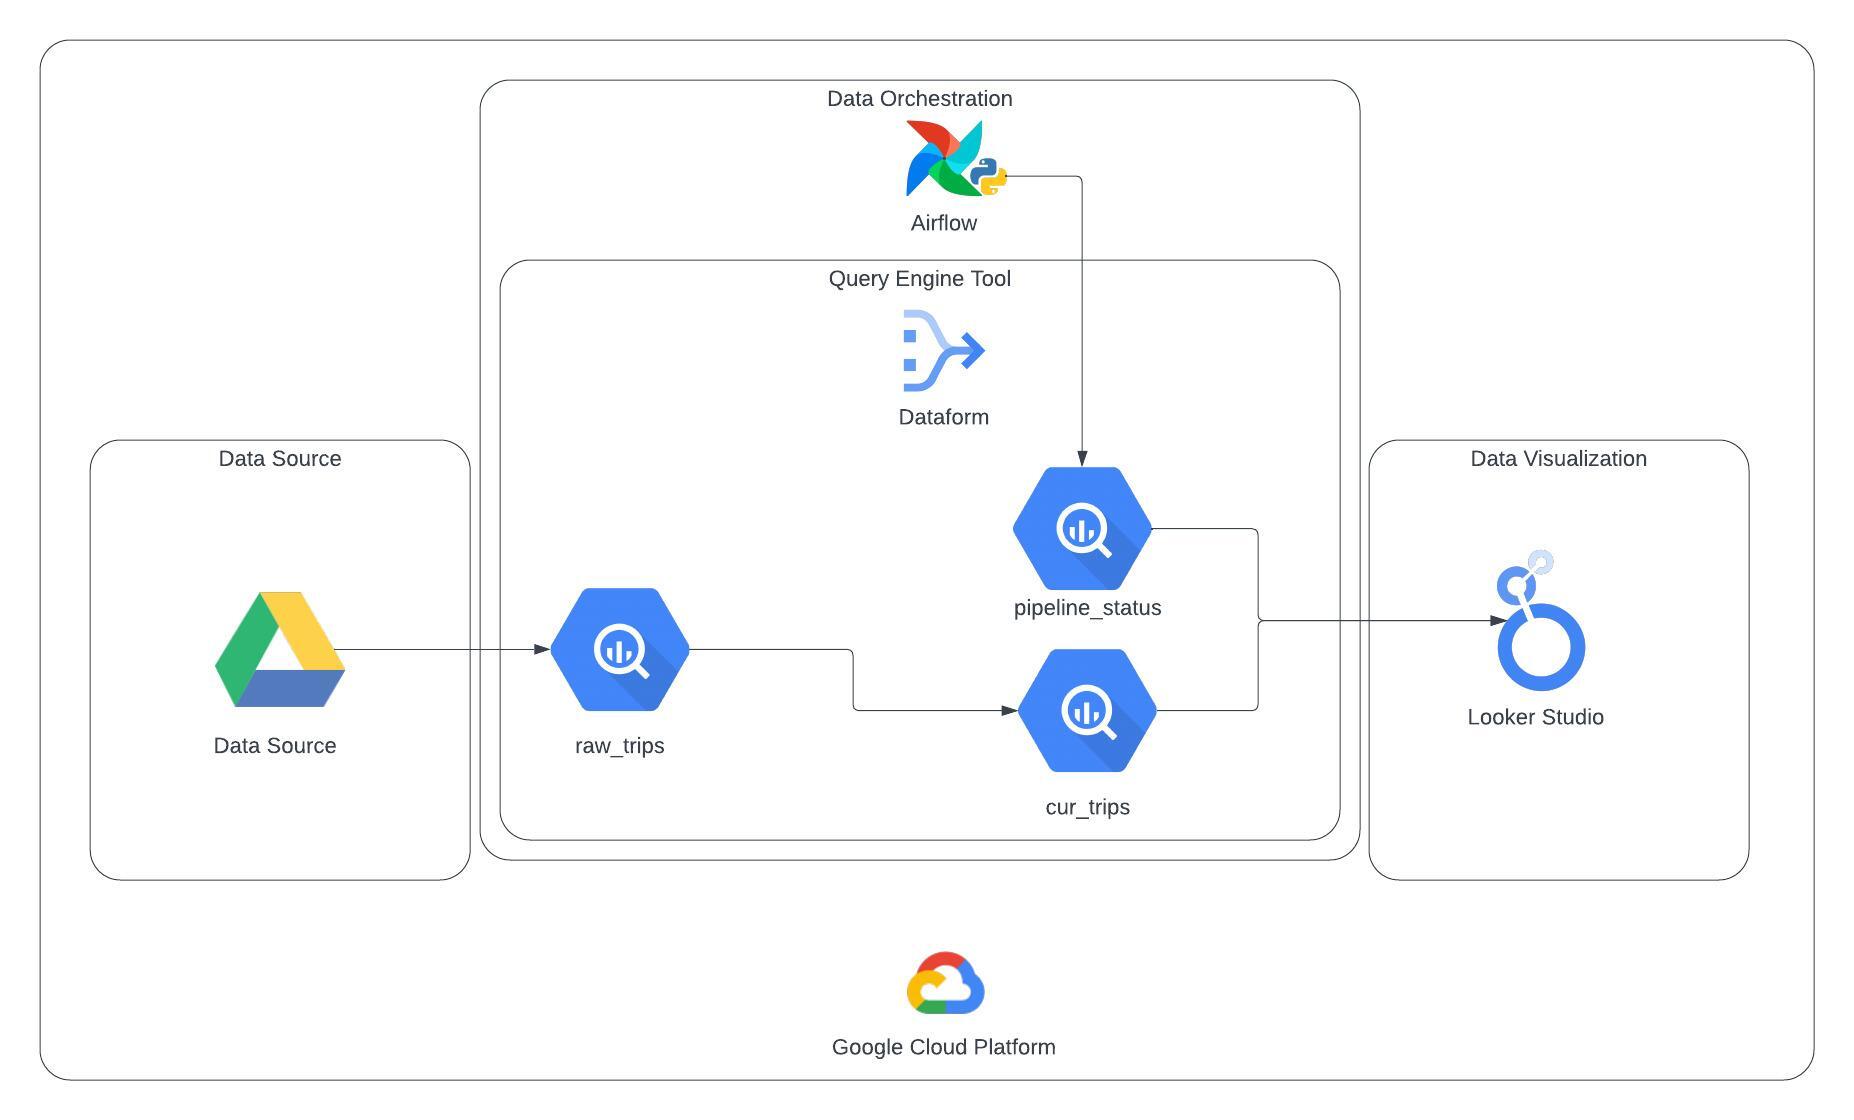 Data Orchestration
Airflow
Query Engine Tool
Dataform
Data Source
Data Visualization
pipeline_status
Data Source
raw_trips
cur_trips
Looker Studio
Google Cloud Platform